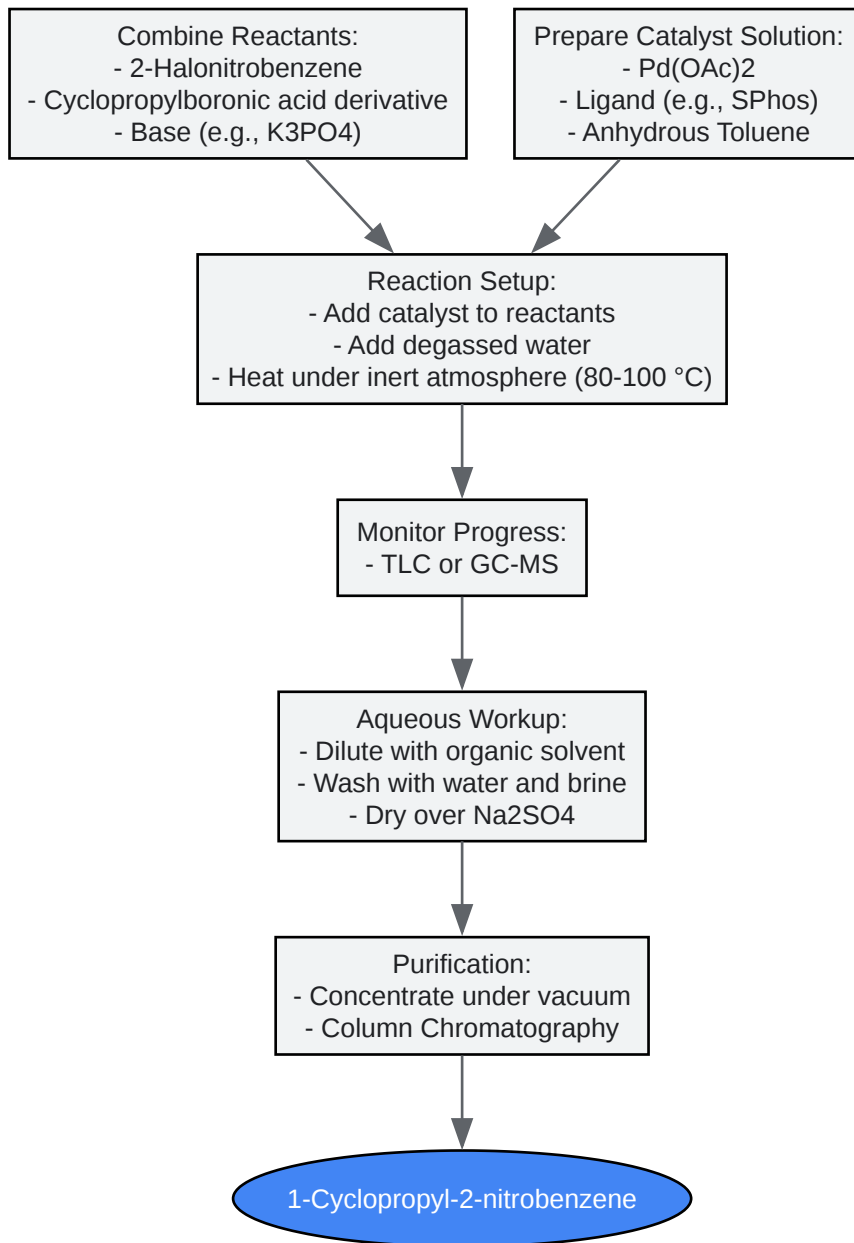 Combine Reactants:
- 2-Halonitrobenzene
- Cyclopropylboronic acid derivative
- Base (e.g., K3PO4)
Prepare Catalyst Solution:
- Pd(OAc)2
- Ligand (e.g., SPhos)
- Anhydrous Toluene
Reaction Setup:
- Add catalyst to reactants
- Add degassed water
- Heat under inert atmosphere (80-100 °C)
Monitor Progress:
- TLC or GC-MS
Aqueous Workup:
- Dilute with organic solvent
- Wash with water and brine
- Dry over Na2SO4
Purification:
- Concentrate under vacuum
- Column Chromatography
1-Cyclopropyl-2-nitrobenzene